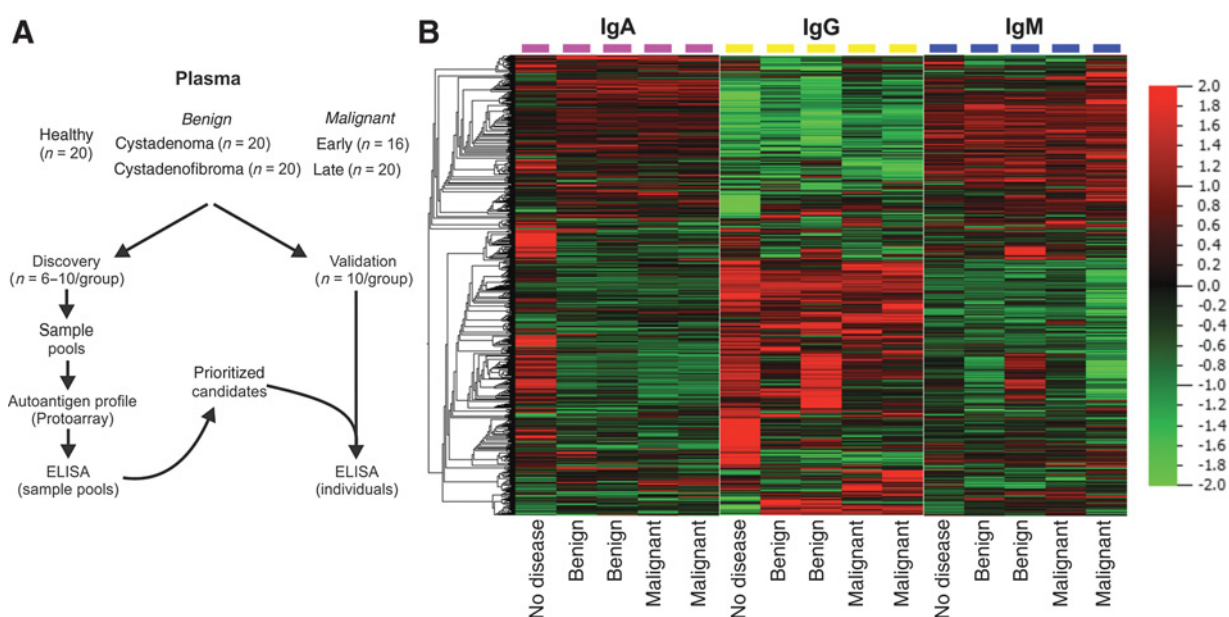 A
Plasma
Healthy
(n = 20)
Benign
Cystadenoma (n = 20)
Cystadenofibroma (n = 20)
Malignant
Early (n = 16)
Late (n = 20)
Discovery
(n = 6–10/group)
Validation
(n = 10/group)
Sample
pools
Prioritized
candidates
Autoantigen profile
(Protoarray)
ELISA
(sample pools)
ELISA
(individuals)
B
IgA
IgG
IgM
2.0
1.8
1.6
1.4
1.2
1.0
0.8
0.6
0.4
0.2
0.0
-0.2
-0.4
-0.6
-0.8
-1.0
-1.2
-1.4
-1.6
-1.8
-2.0
No disease
Benign
Benign
Malignant
Malignant
No disease
Benign
Benign
Malignant
Malignant
No disease
Benign
Benign
Malignant
Malignant